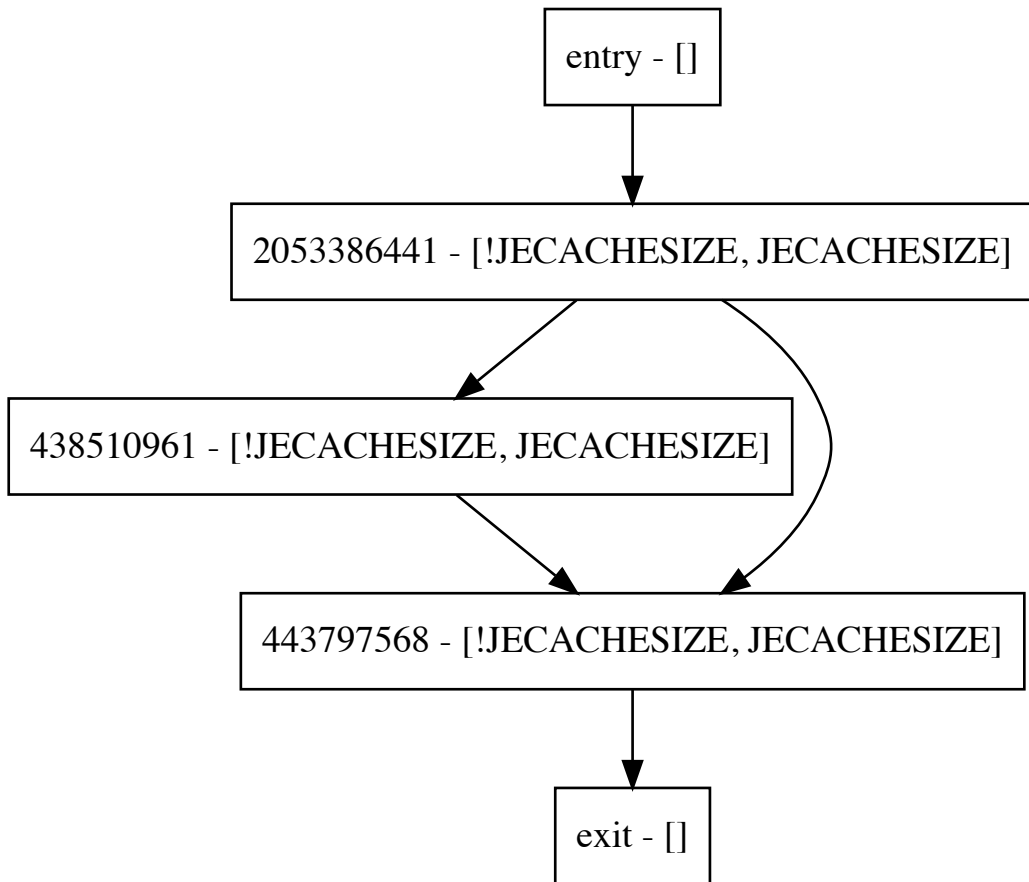 entry - []
2053386441 - [!JECACHESIZE, JECACHESIZE]
438510961 - [!JECACHESIZE, JECACHESIZE]
443797568 - [!JECACHESIZE, JECACHESIZE]
exit - []